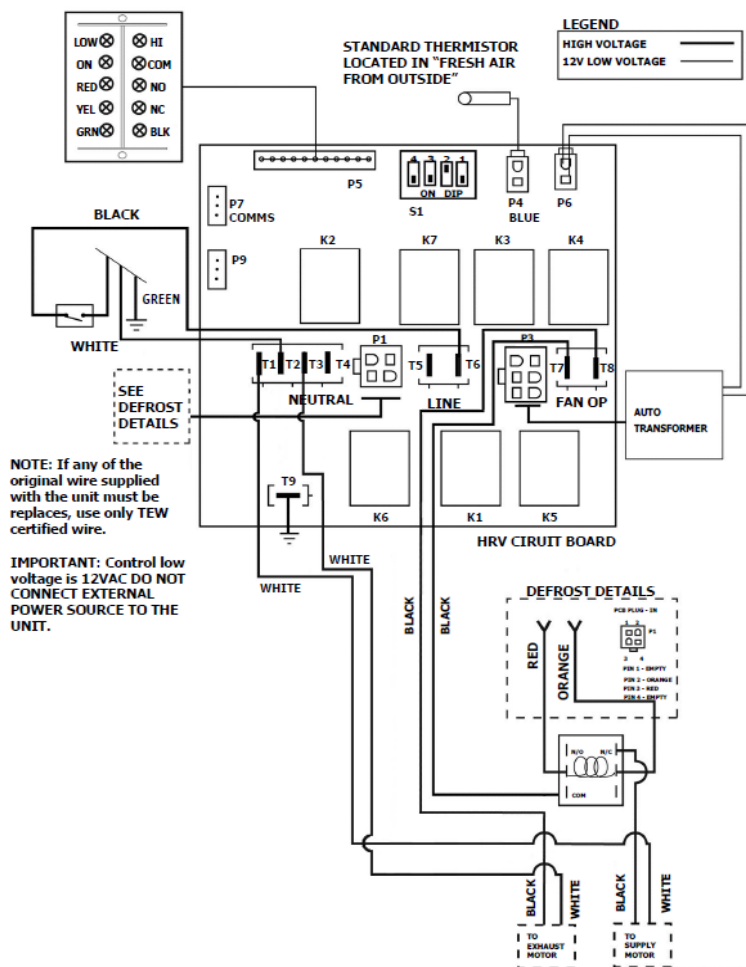 LEGEND
HIGH VOLTAGE
12V LOW VOLTAGE
STANDARD THERMISTOR
LOCATED IN “FRESH AIR
FROM OUTSIDE”
LOW HI
ON COM
RED NO
YEL NC
GRN BLK
P5
4 3 2 1
ON DIP
S1
P4
BLUE
P6
P7
COMMS
P9
BLACK
GREEN
WHITE
K2
K7
K3
K4
P1
P3
T1 T2 T3 T4
T5 T6
T7 T8
NEUTRAL
LINE
FAN OP
SEE
DEFROST
DETAILS
AUTO
TRANSFORMER
T9
K6
K1
K5
HRV CIRUIT BOARD
NOTE: If any of the
original wire supplied
with the unit must be
replaces, use only TEW
certified wire.
IMPORTANT: Control low
voltage is 12VAC DO NOT
CONNECT EXTERNAL
POWER SOURCE TO THE
UNIT.
WHITE
WHITE
BLACK
BLACK
DEFROST DETAILS
PCB PLUG - IN
1 2
P1
3 4
PIN 1 - EMPTY
PIN 2 - ORANGE
PIN 3 - RED
PIN 4 - EMPTY
RED
ORANGE
N/O N/C
COM
BLACK
WHITE
BLACK
WHITE
TO
EXHAUST
MOTOR
TO
SUPPLY
MOTOR